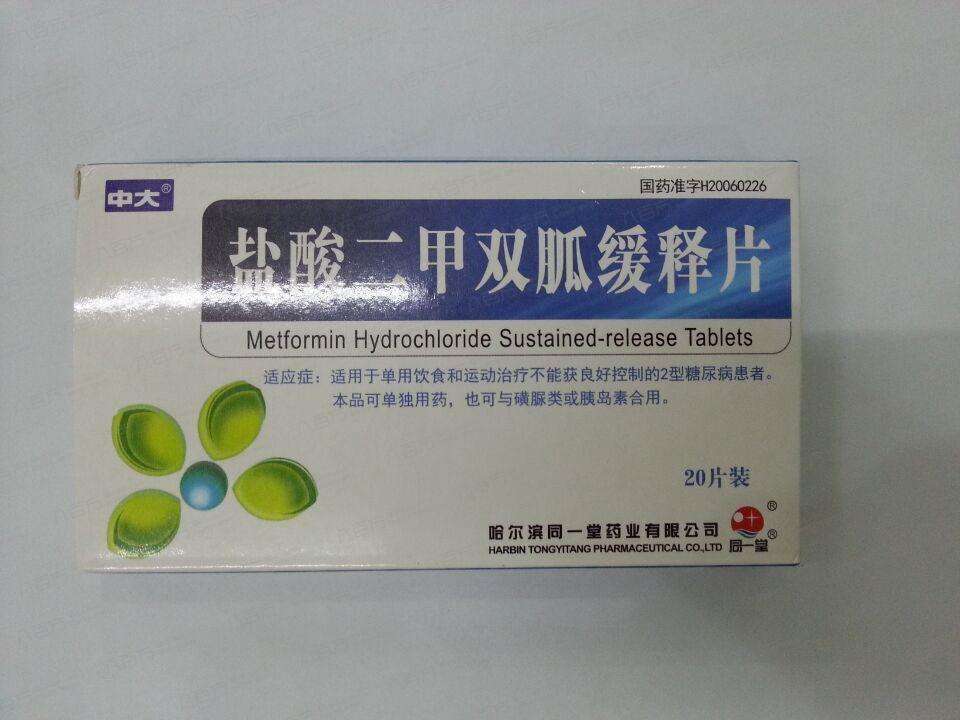 中大®
国药准字H20060226
盐酸二甲双胍缓释片
Metformin Hydrochloride Sustained-release Tablets
适应症：适用于单用饮食和运动治疗不能获良好控制的2型糖尿病患者。
本品可单独用药，也可与磺脲类或胰岛素合用。
20片装
哈尔滨同一堂药业有限公司
HARBIN TONGYITANG PHARMACEUTICAL CO.,LTD
®
同一堂®